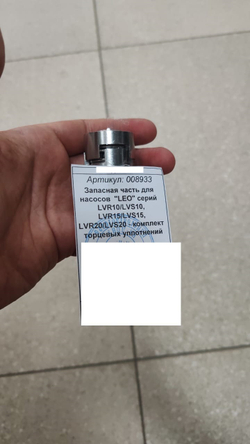 Артикул: 008933
Запасная часть для
насосов "LEO" серий
LVR10/LVS10,
LVR15/LVS15,
LVR20/LVS20 - комплект
торцевых уплотнений